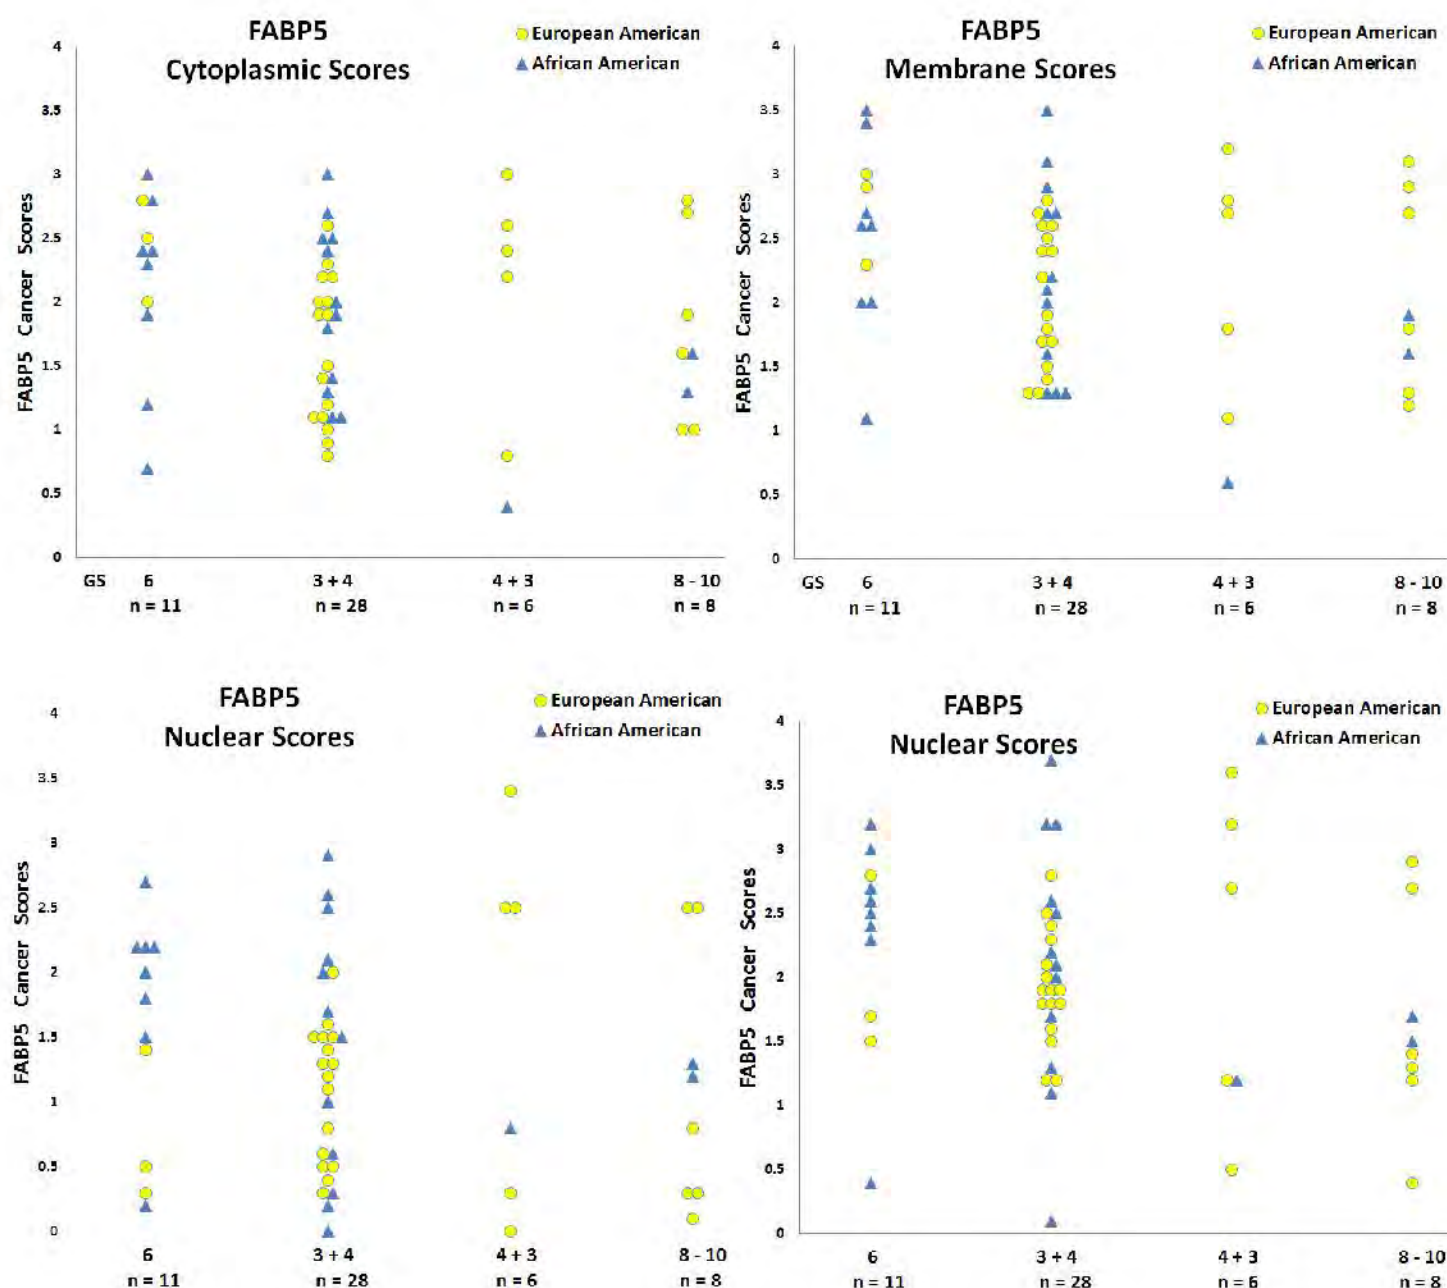 FABP5
Cytoplasmic Scores
European American
African American
FABP5 Cancer Scores
4
3.5
3
2.5
2
1.5
1
0.5
0
GS 6 3 + 4 4 + 3 8 - 10
n = 11 n = 28 n = 6 n = 8
FABP5
Membrane Scores
European American
African American
FABP5 Cancer Scores
4
3.5
3
2.5
2
1.5
1
0.5
0
GS 6 3 + 4 4 + 3 8 - 10
n = 11 n = 28 n = 6 n = 8
FABP5
Nuclear Scores
European American
African American
FABP5 Cancer Scores
4
3.5
3
2.5
2
1.5
1
0.5
0
6 3 + 4 4 + 3 8 - 10
n = 11 n = 28 n = 6 n = 8
FABP5
Nuclear Scores
European American
African American
FABP5 Cancer Scores
4
3.5
3
2.5
2
1.5
1
0.5
0
6 3 + 4 4 + 3 8 - 10
n = 11 n = 28 n = 6 n = 8